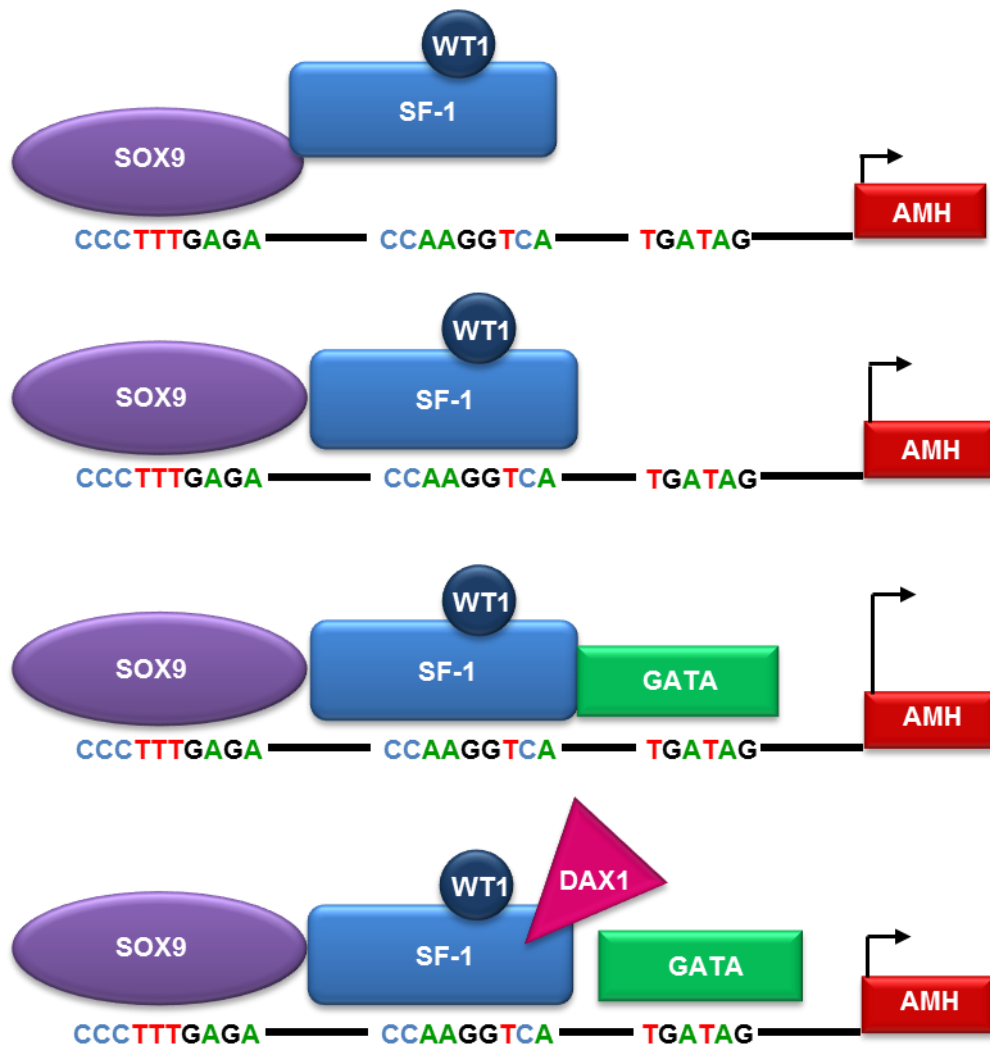 WT1
SF-1
SOX9
AMH
CCCTTTGAGA CCAAGGTCA TGATAG
WT1
SOX9 SF-1
AMH
CCCTTTGAGA CCAAGGTCA TGATAG
WT1
SOX9 SF-1 GATA
AMH
CCCTTTGAGA CCAAGGTCA TGATAG
WT1 DAX1
SOX9 SF-1 GATA
AMH
CCCTTTGAGA CCAAGGTCA TGATAG